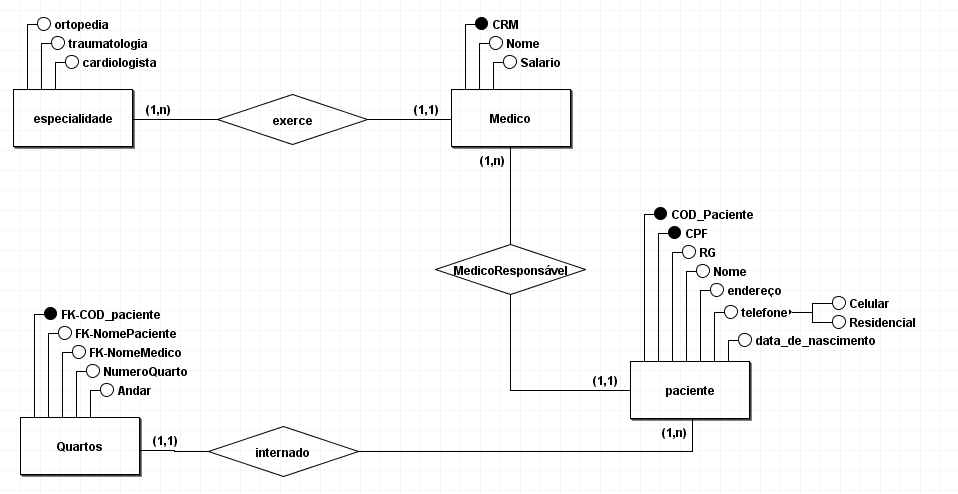 ortopedia
traumatologia
cardiologista
especialidade
(1,n)
exerce
(1,1)
CRM
Nome
Salario
Medico
(1,n)
MedicoResponsável
(1,1)
COD_Paciente
CPF
RG
Nome
endereço
telefone
Celular
Residencial
data_de_nascimento
paciente
(1,n)
FK-COD_paciente
FK-NomePaciente
FK-NomeMedico
NumeroQuarto
Andar
Quartos
(1,1)
internado